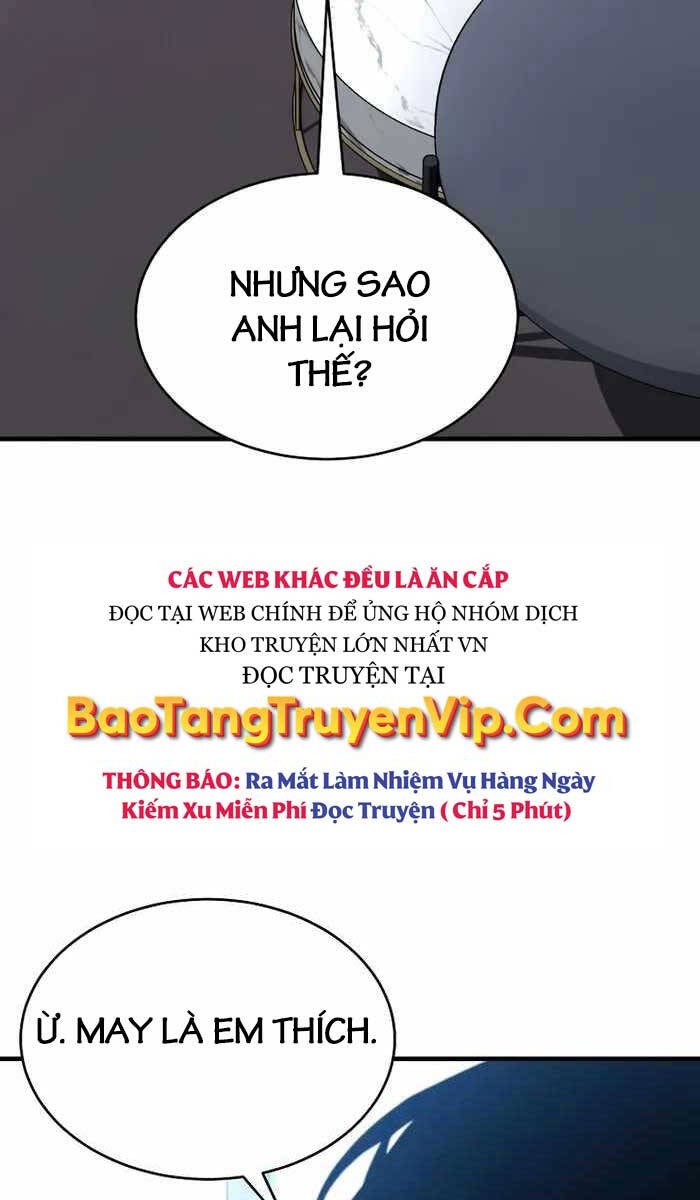 NHƯNG SAO
ANH LẠI HỎI
THẾ?
CÁC WEB KHÁC ĐỀU LÀ ĂN CẮP
ĐỌC TẠI WEB CHÍNH ĐỂ ỦNG HỘ NHÓM DỊCH
KHO TRUYỆN LỚN NHẤT VN
ĐỌC TRUYỆN TẠI
BaoTangTruyenVip.Com
THÔNG BÁO: Ra Mắt Làm Nhiệm Vụ Hàng Ngày
Kiếm Xu Miễn Phí Đọc Truyện ( Chỉ 5 Phút)
Ừ. MAY LÀ EM THÍCH.